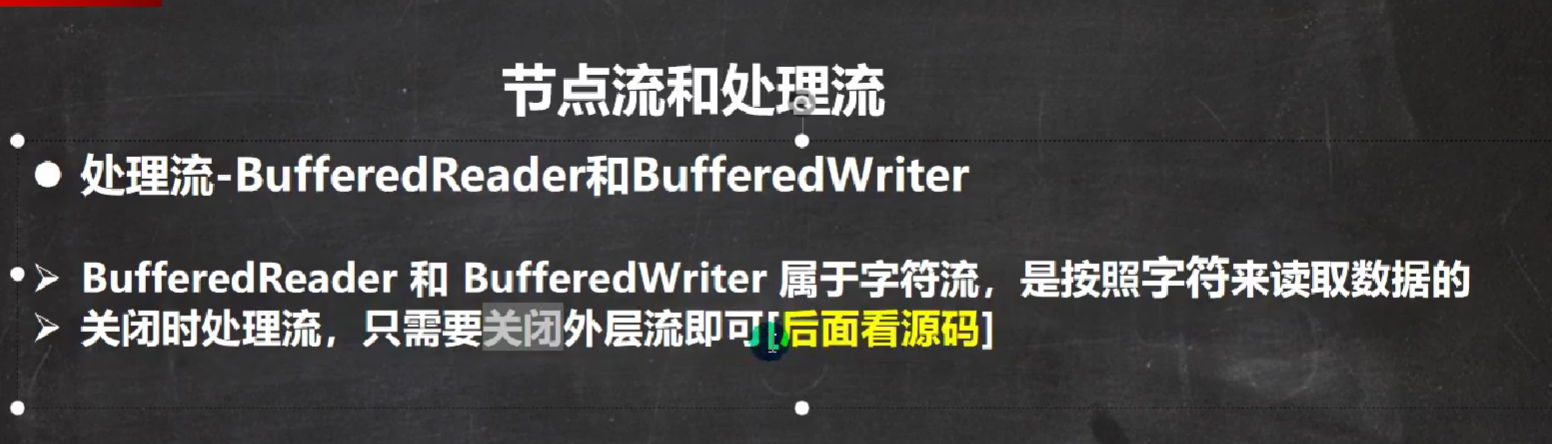 节点流和处理流
处理流-BufferedReader和BufferedWriter
BufferedReader 和 BufferedWriter 属于字符流，是按照字符来读取数据的
关闭时处理流，只需要关闭外层流即可[后面看源码]